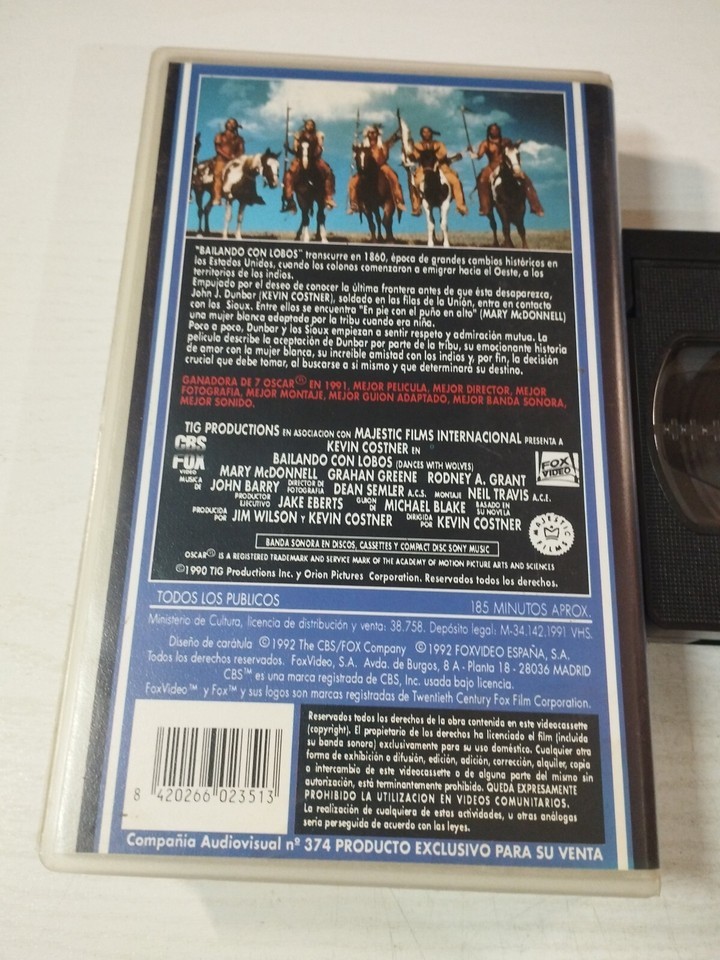 "BAILANDO CON LOBOS" transcurre en 1860, época de grandes cambios históricos en
los Estados Unidos, cuando los colonos comenzaron a emigrar hacia el Oeste, a los
territorios de los indios.
Empujado por el deseo de conocer la última frontera antes de que ésta desaparezca,
John J. Dunbar (KEVIN COSTNER), soldado en las filas de la Unión, entra en contacto
con los Sioux. Entre ellos se encuentra "En pie con el puño en alto" (MARY McDONNELL)
una mujer blanca adoptada por la tribu cuando era niña.
Poco a poco, Dunbar y los Sioux empiezan a sentir respeto y admiración mutua. La
película describe la aceptación de Dunbar por parte de la tribu, su emocionante historia
de amor con la mujer blanca, su increíble amistad con los indios y, por fin, la decisión
crucial que debe tomar, al buscarse a si mismo y que determinará su destino.
GANADORA DE 7 OSCAR® EN 1991, MEJOR PELICULA, MEJOR DIRECTOR, MEJOR
FOTOGRAFIA, MEJOR MONTAJE, MEJOR GUION ADAPTADO, MEJOR BANDA SONORA,
MEJOR SONIDO.
TIG PRODUCTIONS EN ASOCIACION CON MAJESTIC FILMS INTERNACIONAL PRESENTA A
KEVIN COSTNER EN
BAILANDO CON LOBOS (DANCES WITH WOLVES)
CBS
FOX
VIDEO
MARY McDONNELL GRAHAN GREENE RODNEY A. GRANT
MUSICA DE JOHN BARRY DIRECTOR DE FOTOGRAFIA DEAN SEMLER A.C.S. MONTAJE NEIL TRAVIS A.C.E.
PRODUCTOR EJECUTIVO JAKE EBERTS GUION DE MICHAEL BLAKE BASADO EN SU NOVELA
PRODUCIDA POR JIM WILSON y KEVIN COSTNER DIRIGIDA POR KEVIN COSTNER
FOX
VIDEO
MAJESTIC FILMS
BANDA SONORA EN DISCOS, CASSETTES Y COMPACT DISC SONY MUSIC
OSCAR® IS A REGISTERED TRADEMARK AND SERVICE MARK OF THE ACADEMY OF MOTION PICTURE ARTS AND SCIENCES
©1990 TIG Productions Inc. y Orion Pictures Corporation. Reservados todos los derechos.
TODOS LOS PUBLICOS 185 MINUTOS APROX.
Ministerio de Cultura, licencia de distribución y venta: 38.758. Depósito legal: M-34.142.1991 VHS.
Diseño de carátula ©1992 The CBS/FOX Company ©1992 FOXVIDEO ESPAÑA, S.A.
Todos los derechos reservados. FoxVideo, S.A. Avda. de Burgos, 8 A - Planta 18 - 28036 MADRID
CBS™ es una marca registrada de CBS, Inc. usada bajo licencia.
FoxVideo™ y Fox™ y sus logos son marcas registradas de Twentieth Century Fox Film Corporation.
8 420266 023513
Reservados todos los derechos de la obra contenida en este videocassette
(copyright). El propietario de los derechos ha licenciado el film (incluida
su banda sonora) exclusivamente para su uso doméstico. Cualquier otra
forma de exhibición o difusión, edición, adición, corrección, alquiler, copia
o intercambio de este videocassette o de alguna parte del mismo sin
autorización, está terminantemente prohibido. QUEDA EXPRESAMENTE
PROHIBIDO LA UTILIZACION EN VIDEOS COMUNITARIOS.
La realización de cualquiera de estas actividades, u otras análogas
sería perseguida de acuerdo con las leyes.
Compañía Audiovisual nº 374 PRODUCTO EXCLUSIVO PARA SU VENTA